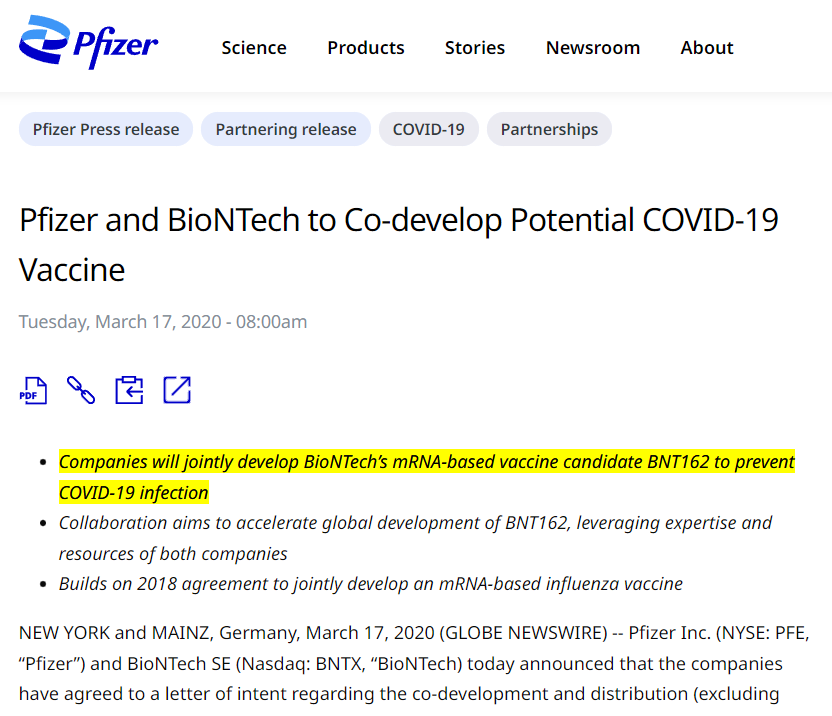 Pfizer
Science Products Stories Newsroom About
Pfizer Press release Partnering release COVID-19 Partnerships
Pfizer and BioNTech to Co-develop Potential COVID-19
Vaccine
Tuesday, March 17, 2020 - 08:00am
PDF
• Companies will jointly develop BioNTech’s mRNA-based vaccine candidate BNT162 to prevent
COVID-19 infection
• Collaboration aims to accelerate global development of BNT162, leveraging expertise and
resources of both companies
• Builds on 2018 agreement to jointly develop an mRNA-based influenza vaccine
NEW YORK and MAINZ, Germany, March 17, 2020 (GLOBE NEWSWIRE) -- Pfizer Inc. (NYSE: PFE,
“Pfizer”) and BioNTech SE (Nasdaq: BNTX, “BioNTech) today announced that the companies
have agreed to a letter of intent regarding the co-development and distribution (excluding